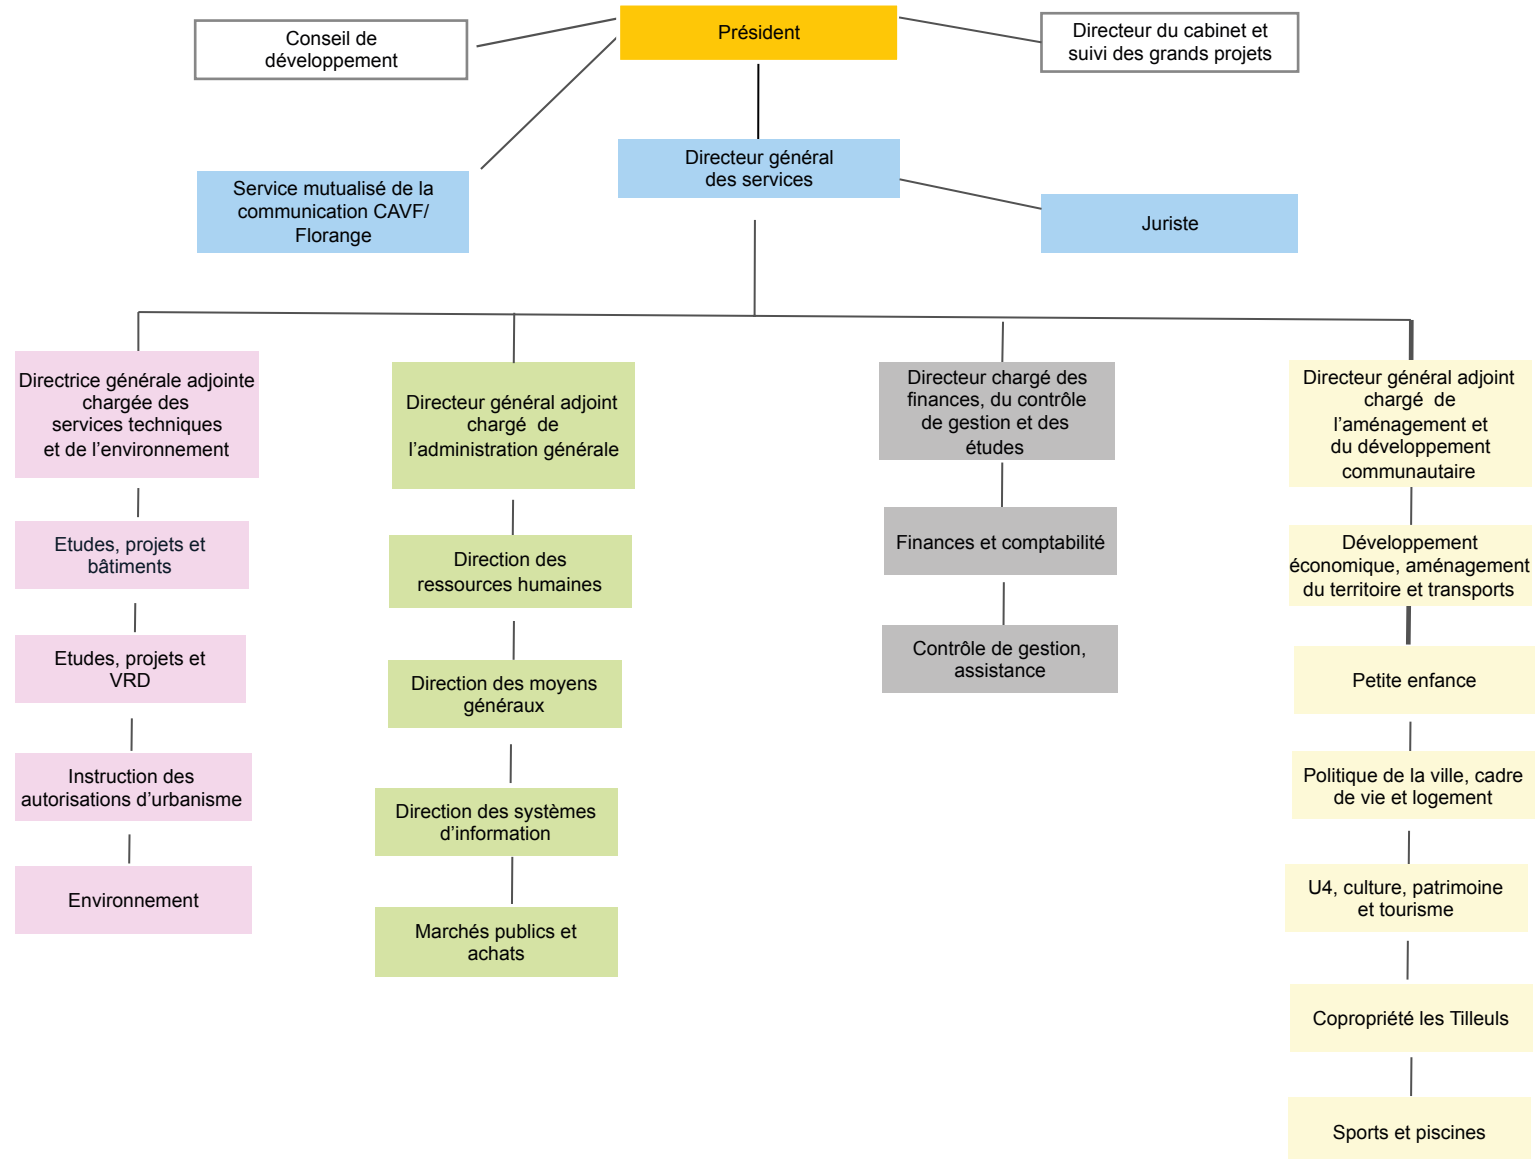 Conseil de
développement
Président
Directeur du cabinet et
suivi des grands projets
Directeur général
des services
Service mutualisé de la
communication CAVF/
Florange
Juriste
Directrice générale adjointe
chargée des
services techniques
et de l’environnement
Etudes, projets et
bâtiments
Etudes, projets et
VRD
Instruction des
autorisations d’urbanisme
Environnement
Directeur général adjoint
chargé de
l’administration générale
Direction des
ressources humaines
Direction des moyens
généraux
Direction des systèmes
d’information
Marchés publics et
achats
Directeur chargé des
finances, du contrôle
de gestion et des
études
Finances et comptabilité
Contrôle de gestion,
assistance
Directeur général adjoint
chargé de
l’aménagement et
du développement
communautaire
Développement
économique, aménagement
du territoire et transports
Petite enfance
Politique de la ville, cadre
de vie et logement
U4, culture, patrimoine
et tourisme
Copropriété les Tilleuls
Sports et piscines